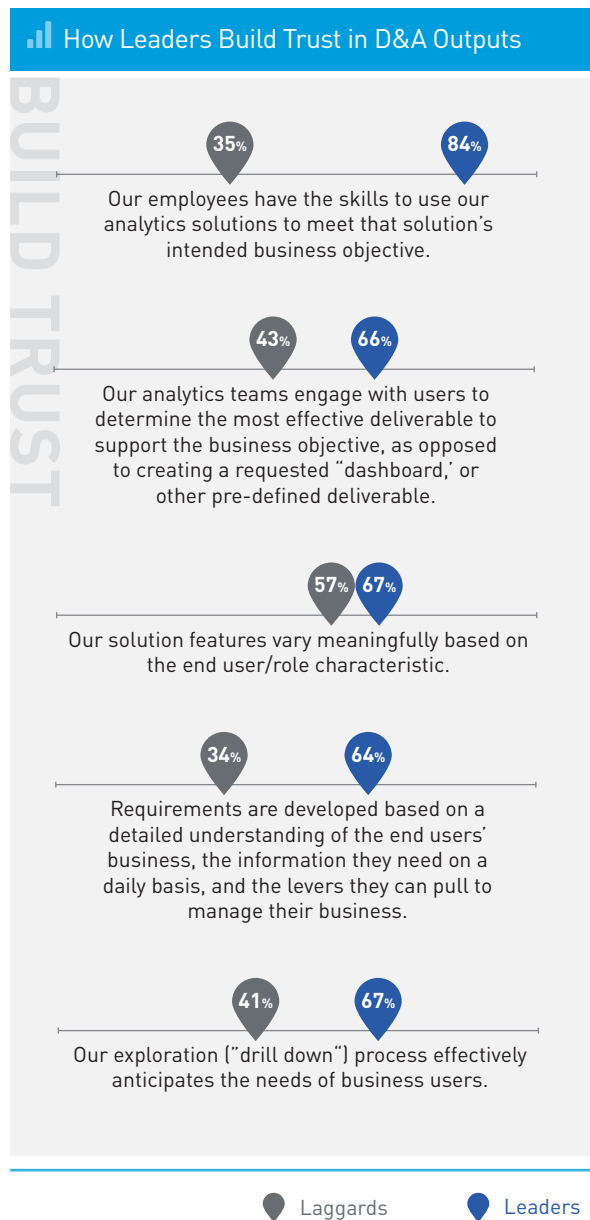 How Leaders Build Trust in D&A Outputs
BUILD TRUST
35% 84%
Our employees have the skills to use our
analytics solutions to meet that solution's
intended business objective.
43% 66%
Our analytics teams engage with users to
determine the most effective deliverable to
support the business objective, as opposed
to creating a requested “dashboard,’ or
other pre-defined deliverable.
57% 67%
Our solution features vary meaningfully based on
the end user/role characteristic.
34% 64%
Requirements are developed based on a
detailed understanding of the end users’
business, the information they need on a
daily basis, and the levers they can pull to
manage their business.
41% 67%
Our exploration (”drill down“) process effectively
anticipates the needs of business users.
Laggards Leaders